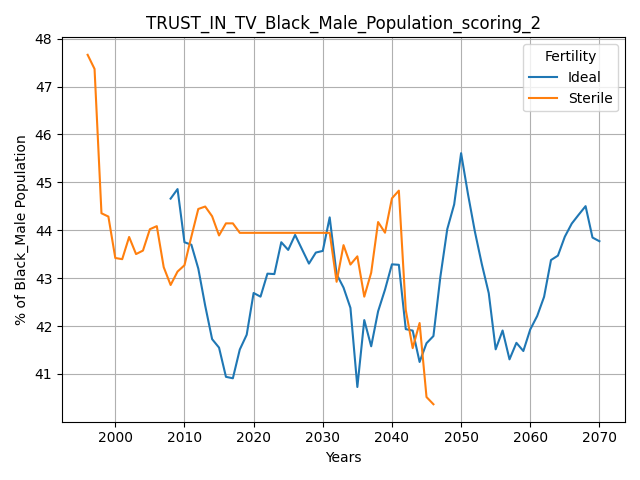 TRUST_IN_TV_Black_Male_Population_scoring_2
% of Black_Male Population
48
47
46
45
44
43
42
41
Fertility
Ideal
Sterile
2000 2010 2020 2030 2040 2050 2060 2070
Years